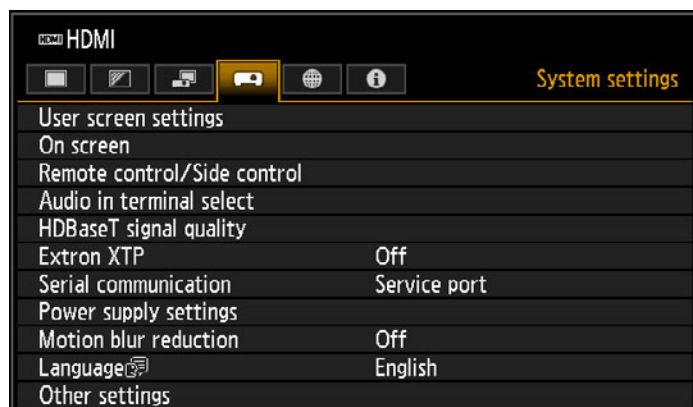 HDMI HDMI
System settings
User screen settings
On screen
Remote control/Side control
Audio in terminal select
HDBaseT signal quality
Extron XTP Off
Serial communication Service port
Power supply settings
Motion blur reduction Off
Language English
Other settings